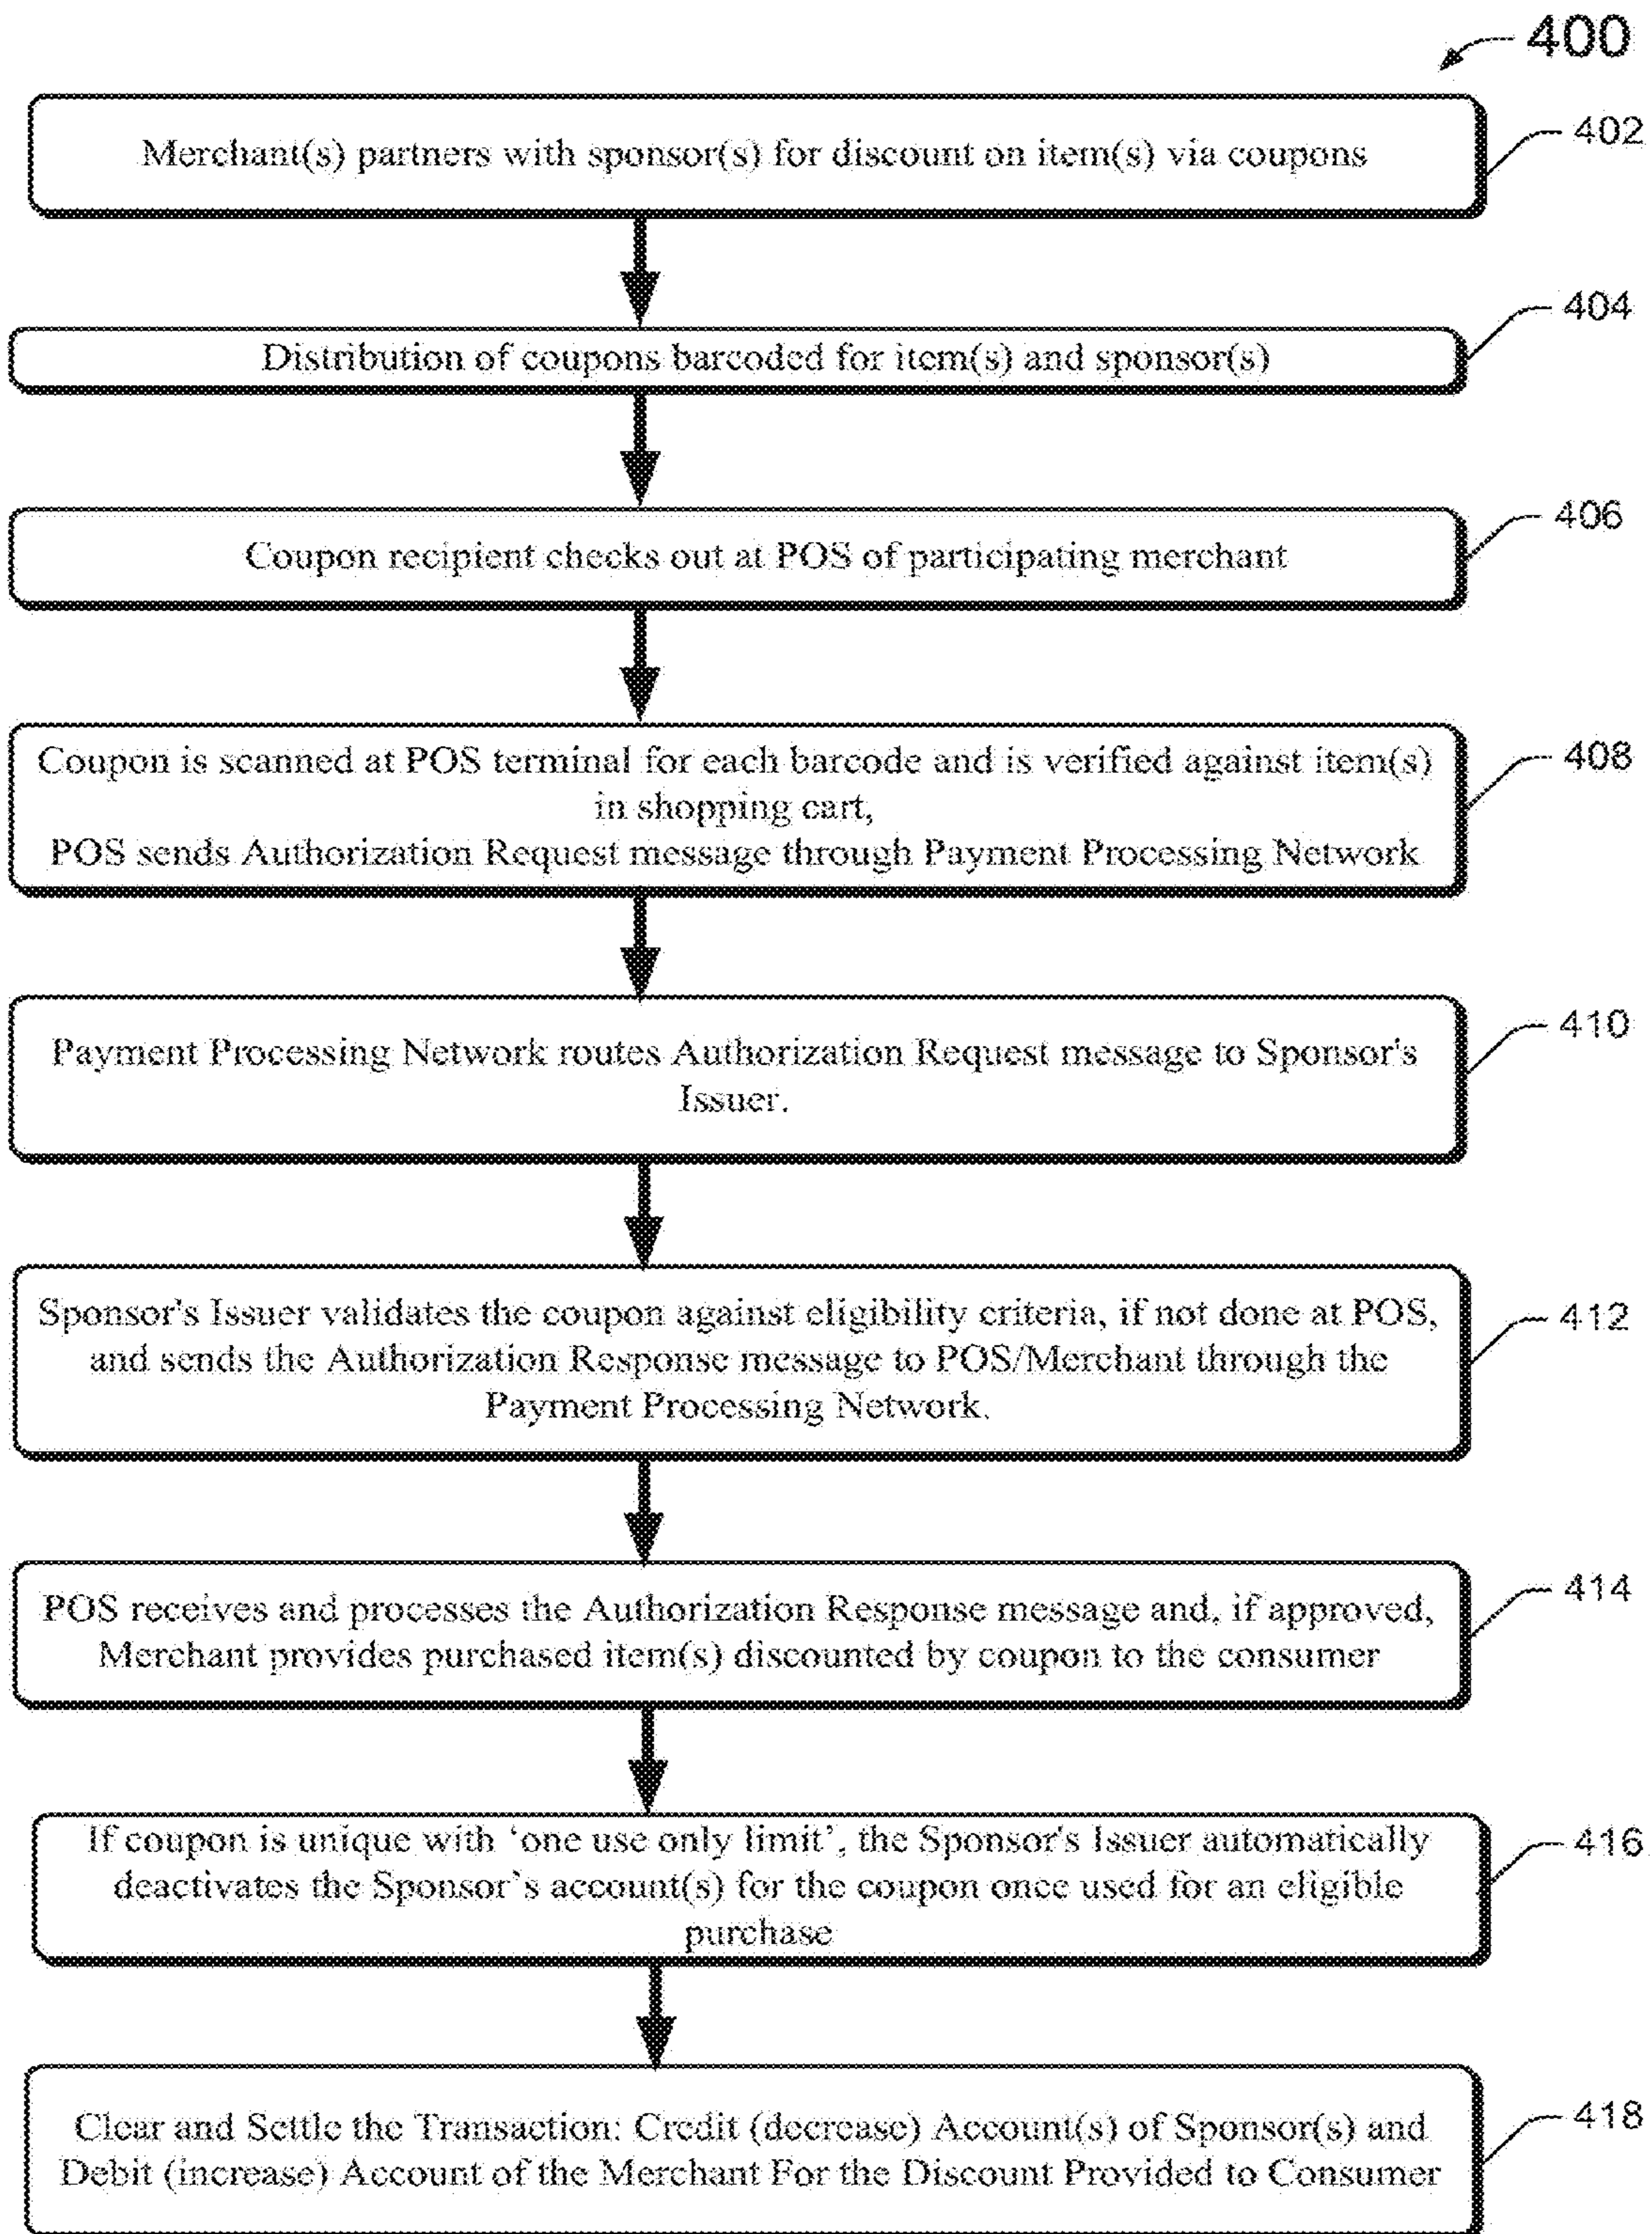 400
Merchant(s) partners with sponsor(s) for discount on item(s) via coupons
402
Distribution of coupons barcoded for item(s) and sponsor(s)
404
Coupon recipient checks out at POS of participating merchant
406
Coupon is scanned at POS terminal for each barcode and is verified against item(s)
in shopping cart,
POS sends Authorization Request message through Payment Processing Network
408
Payment Processing Network routes Authorization Request message to Sponsor's
Issuer.
410
Sponsor's Issuer validates the coupon against eligibility criteria, if not done at POS,
and sends the Authorization Response message to POS/Merchant through the
Payment Processing Network.
412
POS receives and processes the Authorization Response message and, if approved,
Merchant provides purchased item(s) discounted by coupon to the consumer
414
If coupon is unique with ‘one use only limit’, the Sponsor's Issuer automatically
deactivates the Sponsor’s account(s) for the coupon once used for an eligible
purchase
416
Clear and Settle the Transaction: Credit (decrease) Account(s) of Sponsor(s) and
Debit (increase) Account of the Merchant For the Discount Provided to Consumer
418